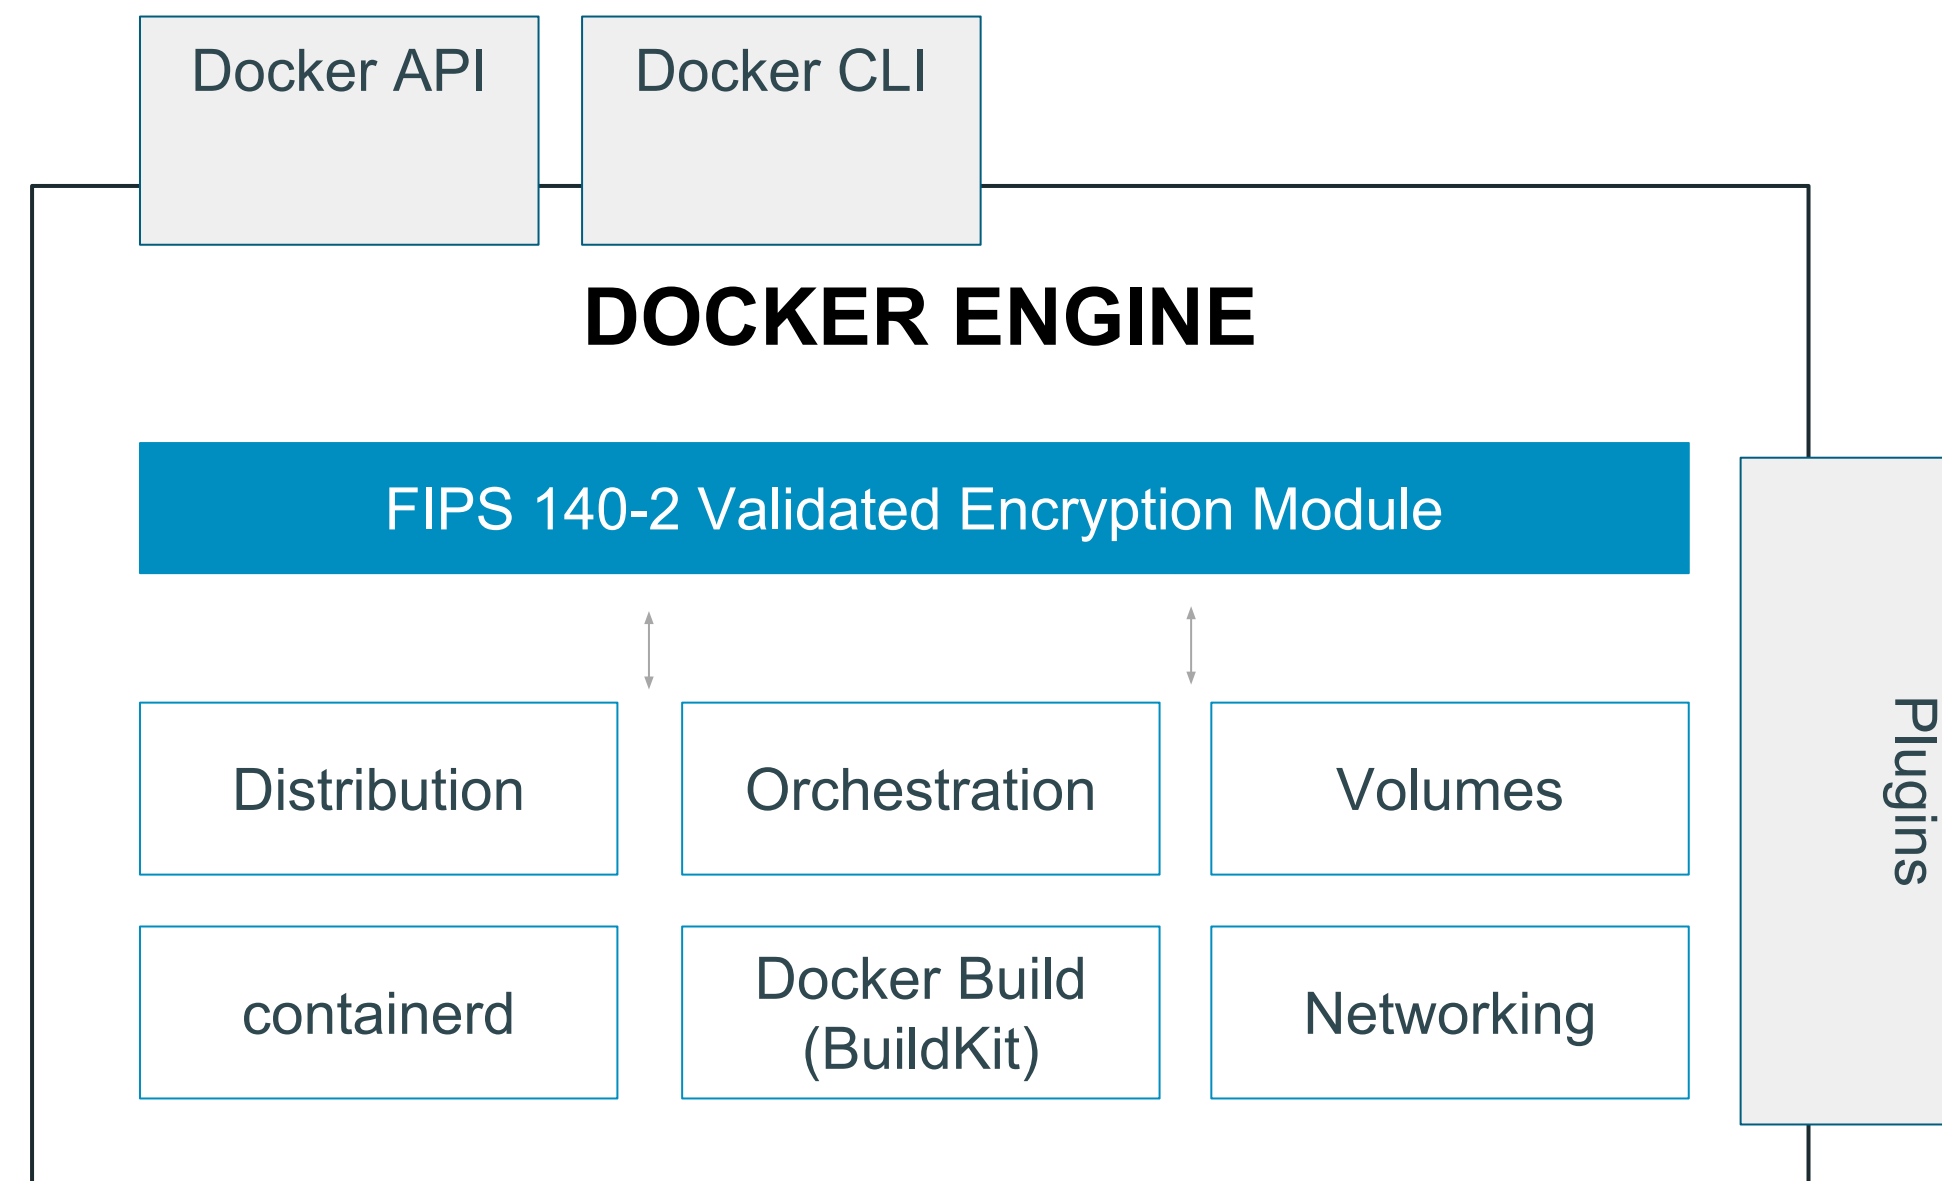 Docker API
Docker CLI
DOCKER ENGINE
FIPS 140-2 Validated Encryption Module
Distribution
Orchestration
Volumes
containerd
Docker Build
(BuildKit)
Networking
Plugins